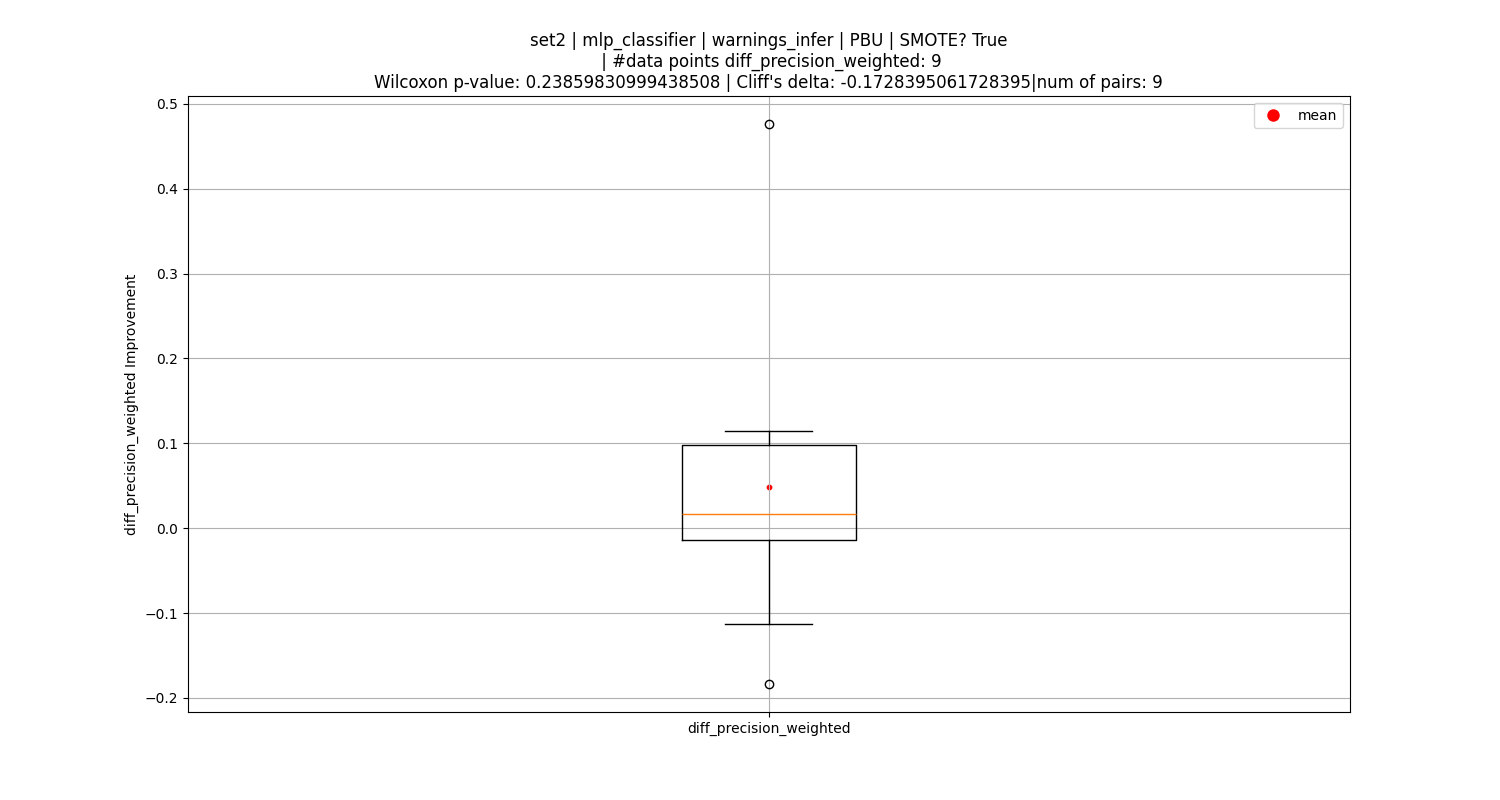 set2 | mlp_classifier | warnings_infer | PBU | SMOTE? True
| #data points diff_precision_weighted: 9
Wilcoxon p-value: 0.23859830999438508 | Cliff's delta: -0.1728395061728395|num of pairs: 9
mean
0.5
0.4
0.3
0.2
0.1
0.0
−0.1
−0.2
diff_precision_weighted Improvement
diff_precision_weighted